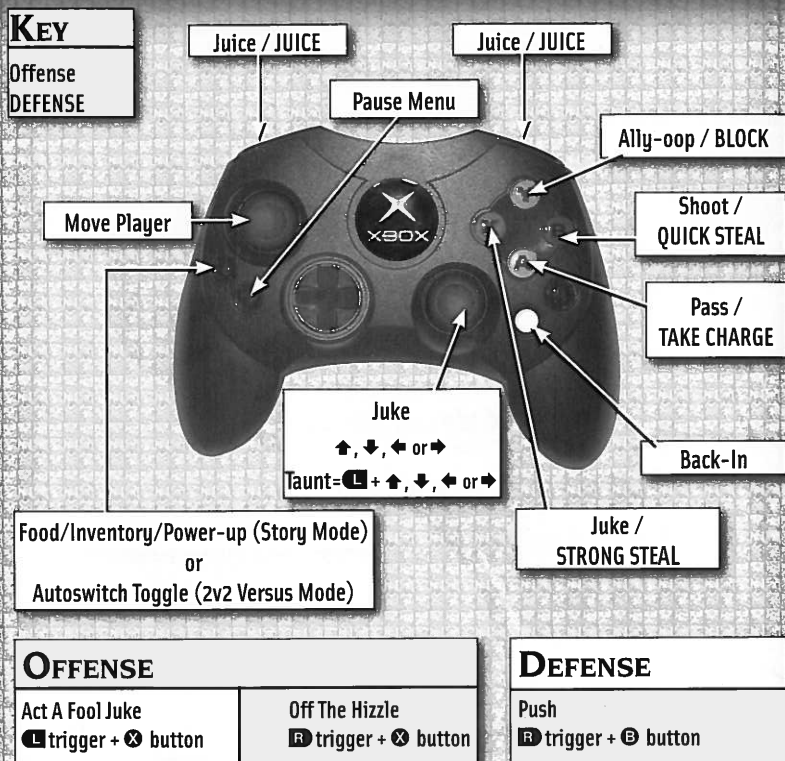 KEY
Offense
DEFENSE
Juice / JUICE
Juice / JUICE
Pause Menu
Ally-oop / BLOCK
Move Player
XBOX
Shoot /
QUICK STEAL
Pass /
TAKE CHARGE
Juke
⬆, ⬇, ⬅ or ➡
Taunt=L + ⬆, ⬇, ⬅ or ➡
Back-In
Food/Inventory/Power-up (Story Mode)
or
Autoswitch Toggle (2v2 Versus Mode)
Juke /
STRONG STEAL
OFFENSE
Act A Fool Juke
L trigger + X button
Off The Hizzle
R trigger + X button
DEFENSE
Push
R trigger + B button